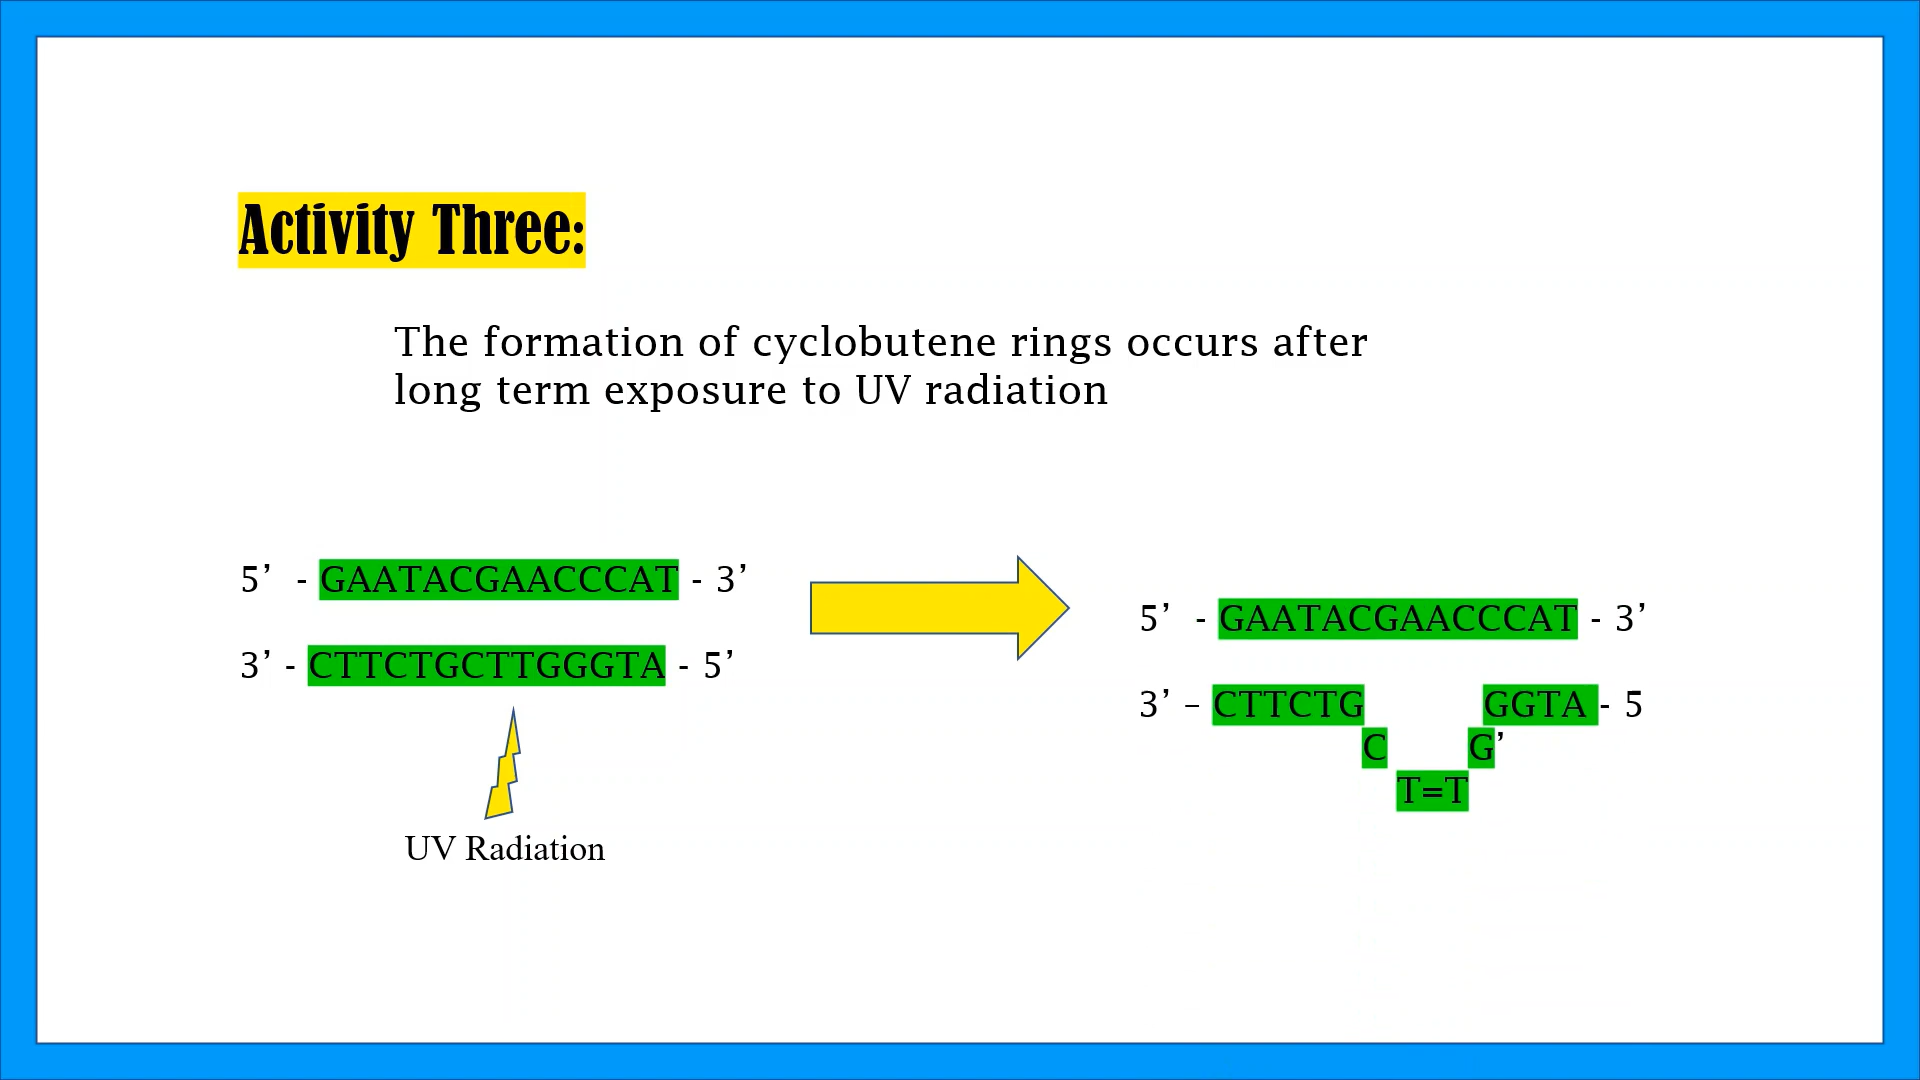 Activity Three:
The formation of cyclobutene rings occurs after
long term exposure to UV radiation
5’ - GAATACGAACCCAT - 3’
3’ - CTTCTGCTTGGGTA - 5’
UV Radiation
5’ - GAATACGAACCCAT - 3’
3’ – CTTCTG GGTA - 5
C G’
T=T